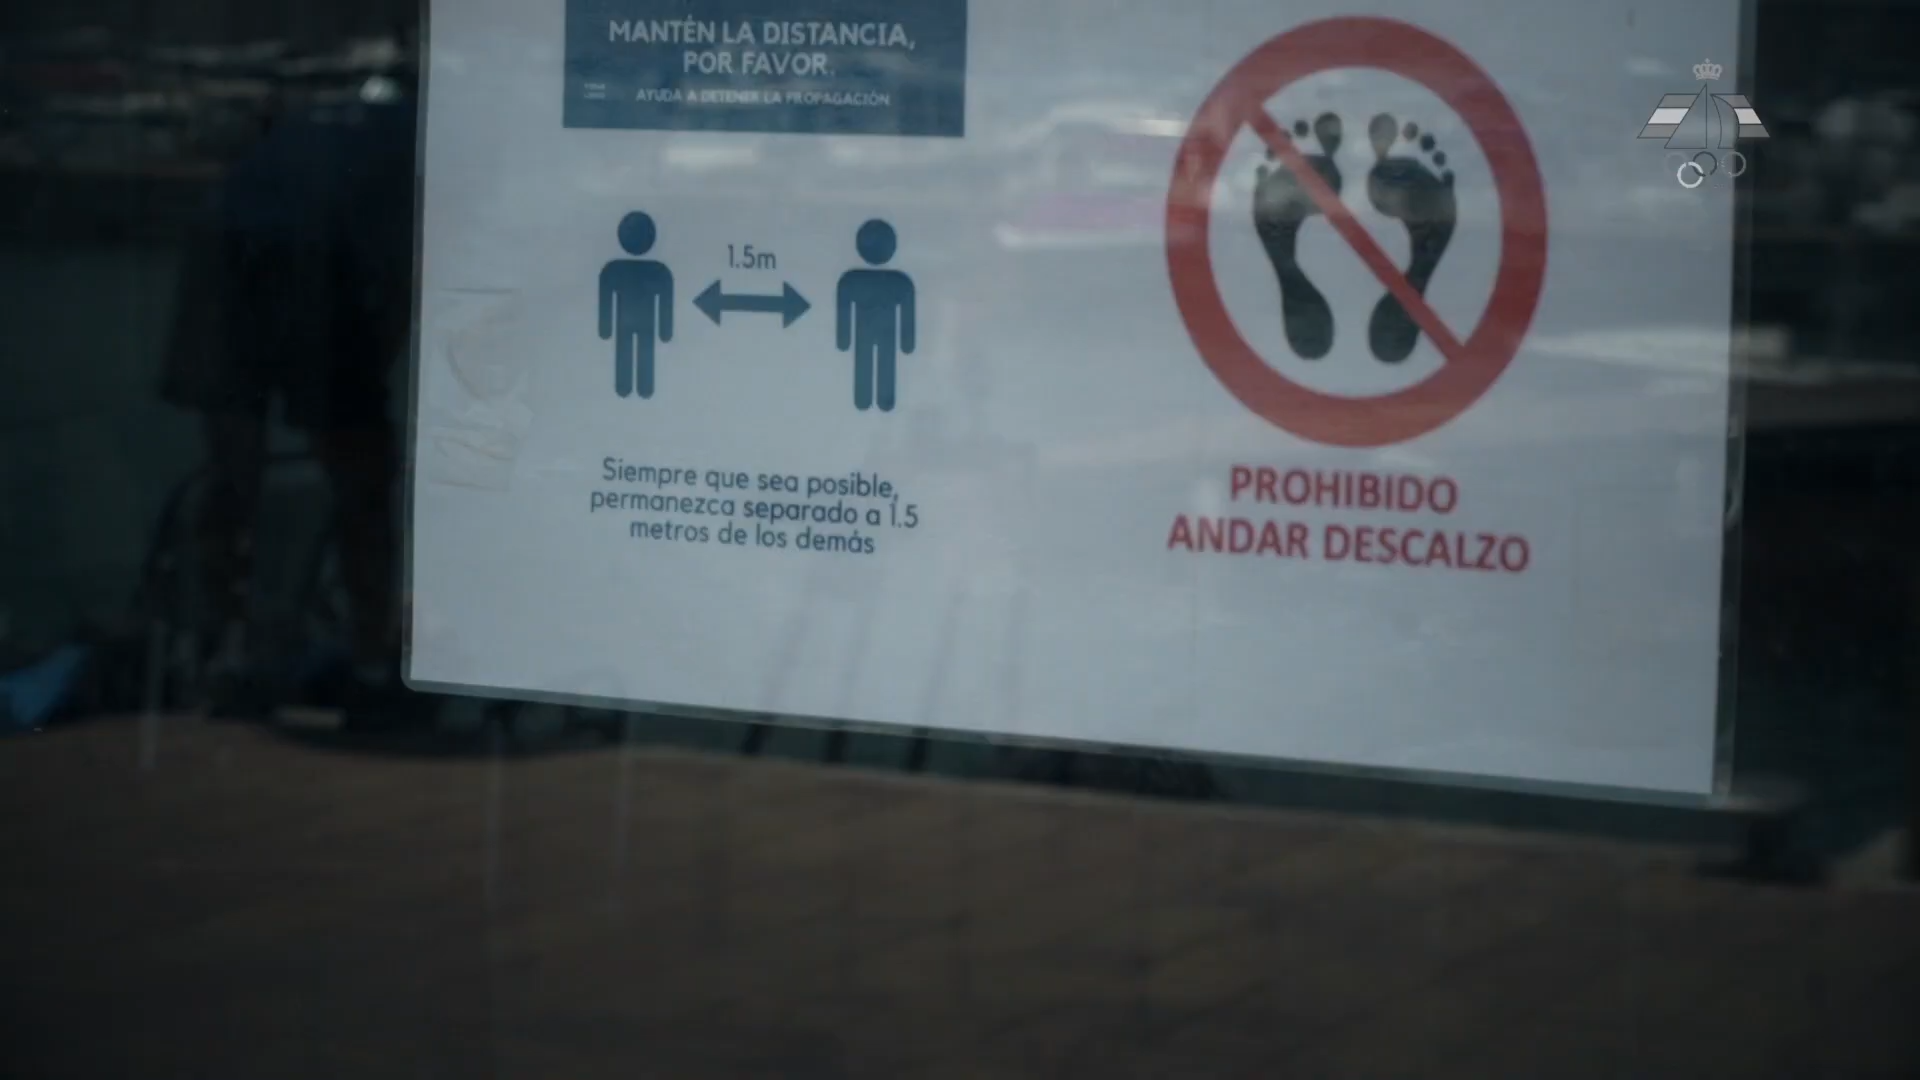 MANTÉN LA DISTANCIA,
POR FAVOR.
AYUDA A DETENER LA PROPAGACIÓN
1.5m
Siempre que sea posible,
permanezca separado a 1.5
metros de los demás
PROHIBIDO
ANDAR DESCALZO